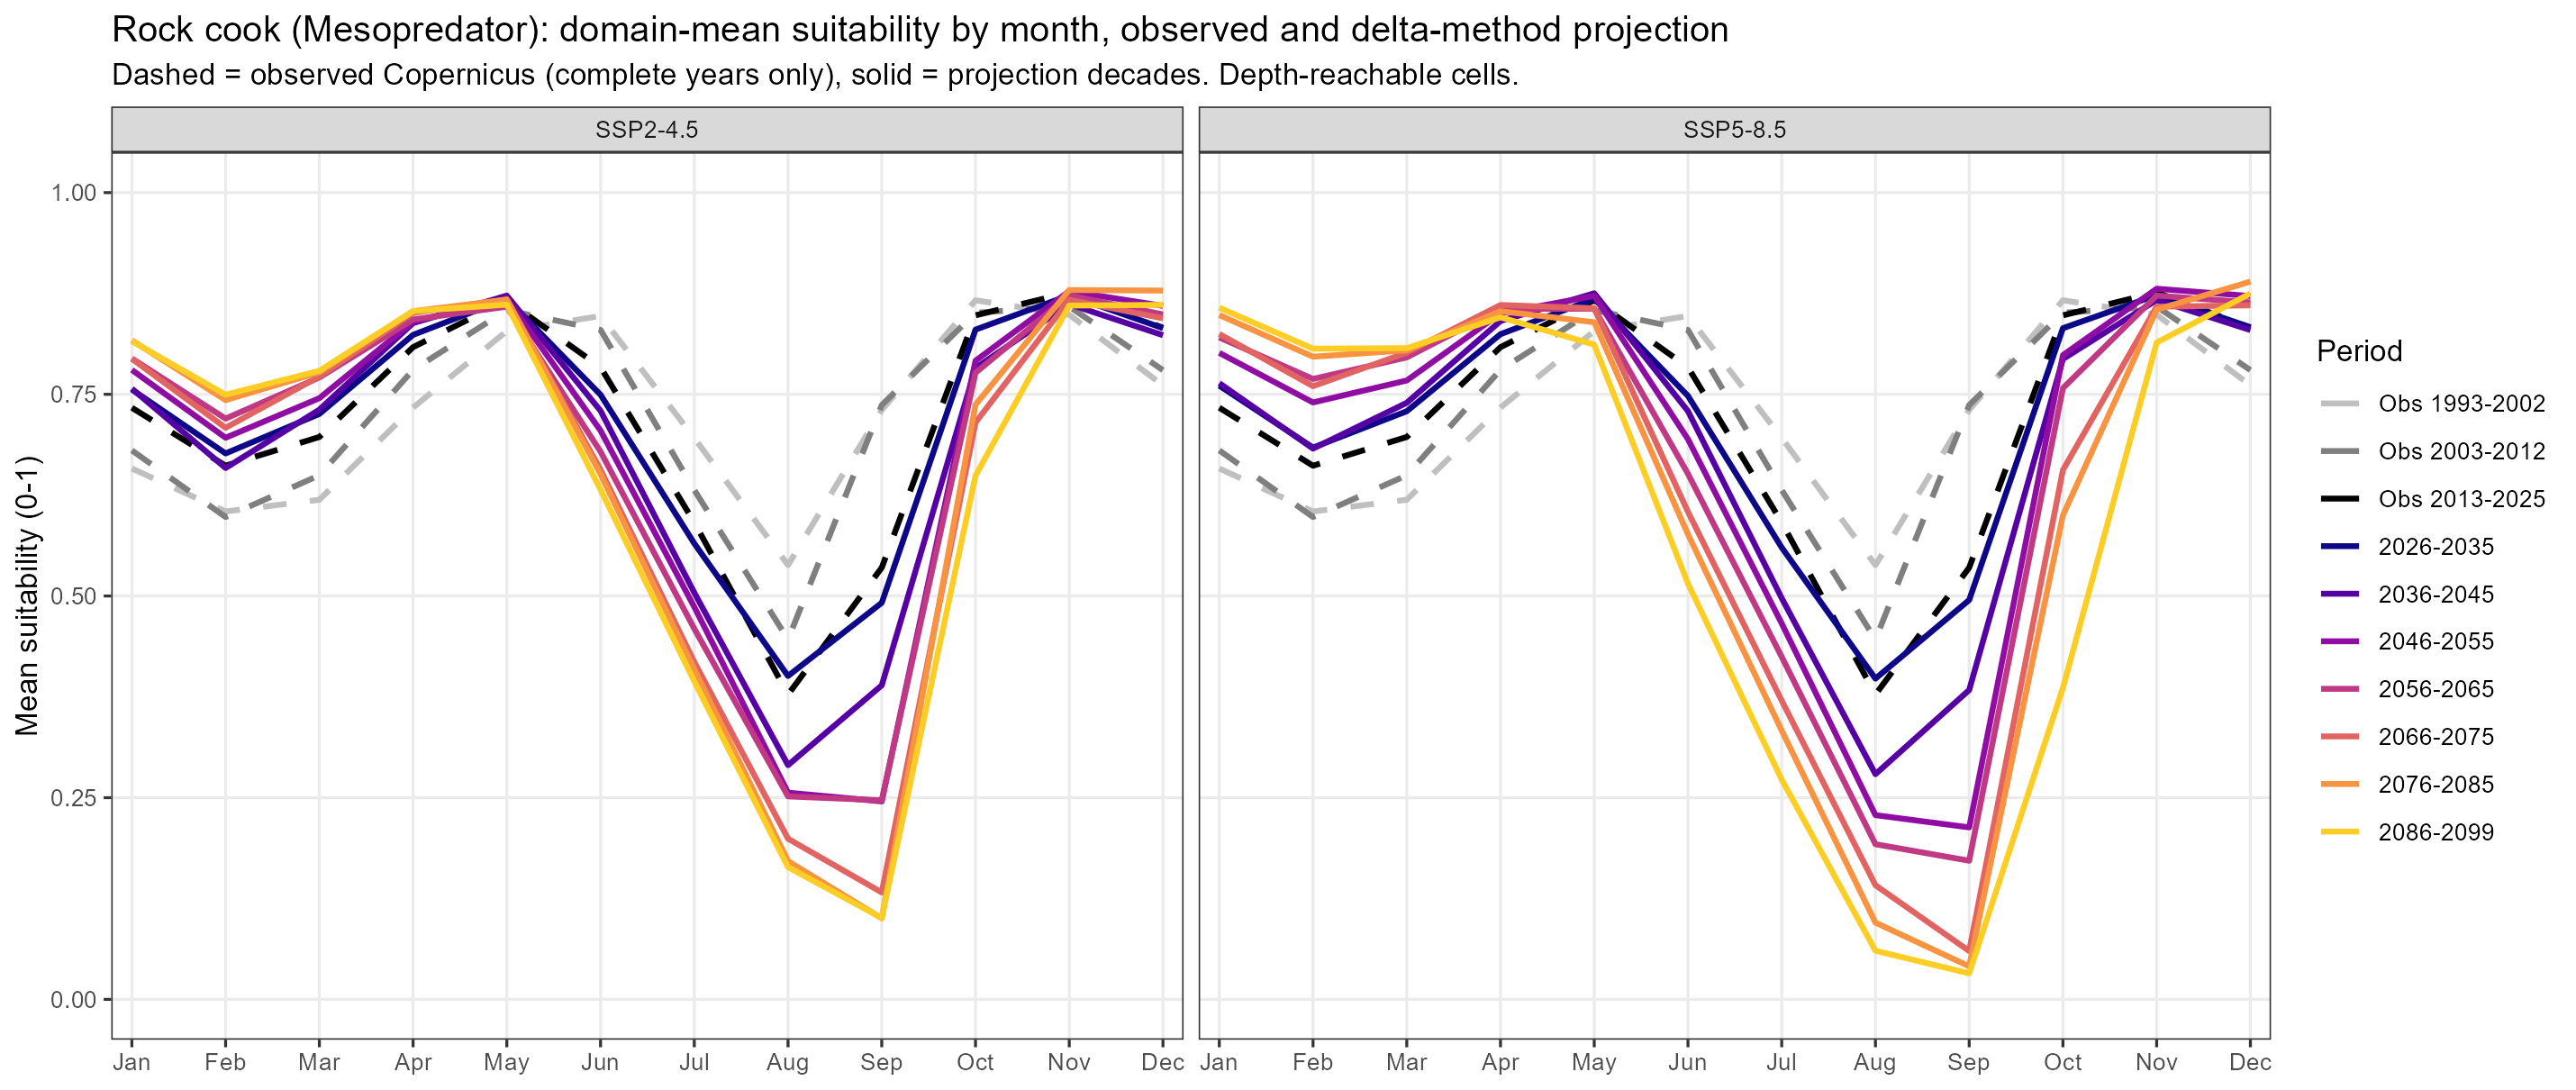 Rock cook (Mesopredator): domain-mean suitability by month, observed and delta-method projection
Dashed = observed Copernicus (complete years only), solid = projection decades. Depth-reachable cells.
SSP2-4.5
SSP5-8.5
Mean suitability (0-1)
1.00
0.75
0.50
0.25
0.00
Jan Feb Mar Apr May Jun Jul Aug Sep Oct Nov Dec
Jan Feb Mar Apr May Jun Jul Aug Sep Oct Nov Dec
Period
Obs 1993-2002
Obs 2003-2012
Obs 2013-2025
2026-2035
2036-2045
2046-2055
2056-2065
2066-2075
2076-2085
2086-2099